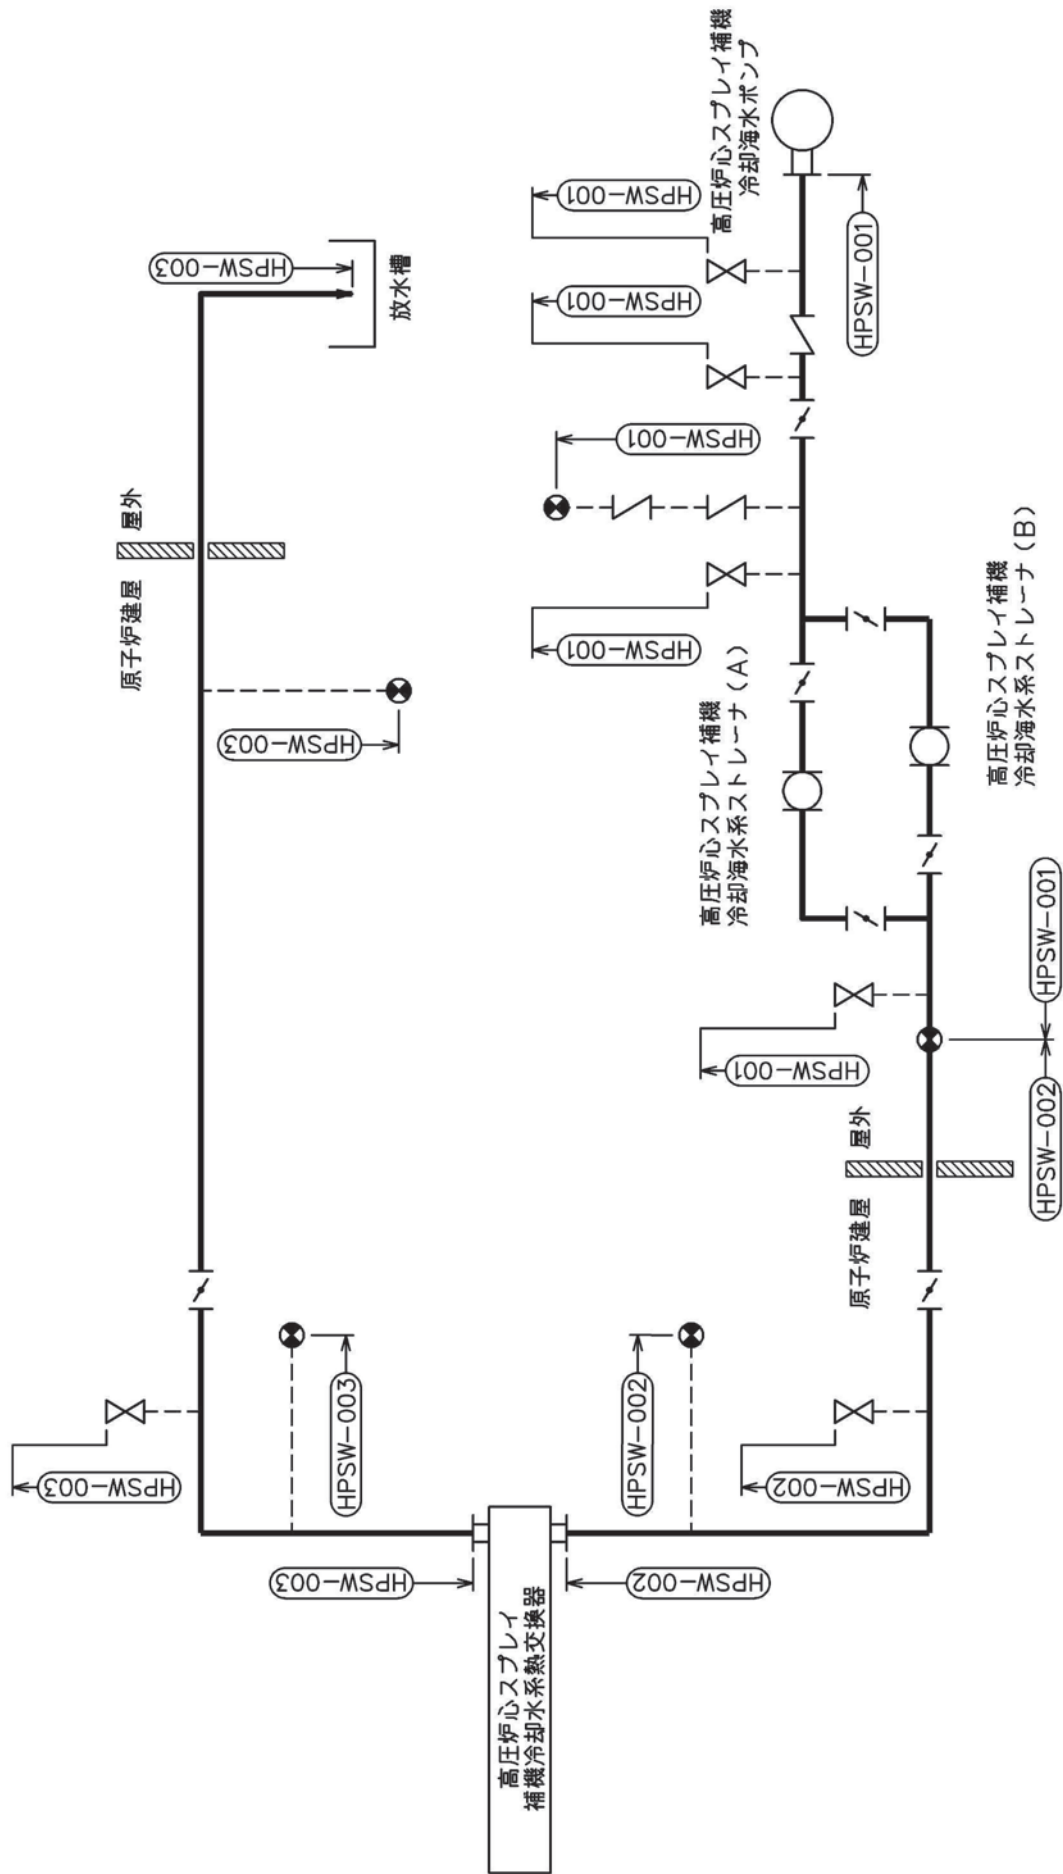 HPSW-003
HPSW-003
HPSW-003
高圧炉心スプレイ
補機冷却水系熱交換器
HPSW-003
原子炉建屋
屋外
HPSW-003
放水槽
HPSW-002
HPSW-002
HPSW-002
原子炉建屋
屋外
HPSW-002
HPSW-001
HPSW-001
高圧炉心スプレイ補機
冷却海水系ストレーナ(A)
高圧炉心スプレイ補機
冷却海水系ストレーナ(B)
HPSW-001
HPSW-001
HPSW-001
HPSW-001
高圧炉心スプレイ補機
冷却海水ポンプ
HPSW-001